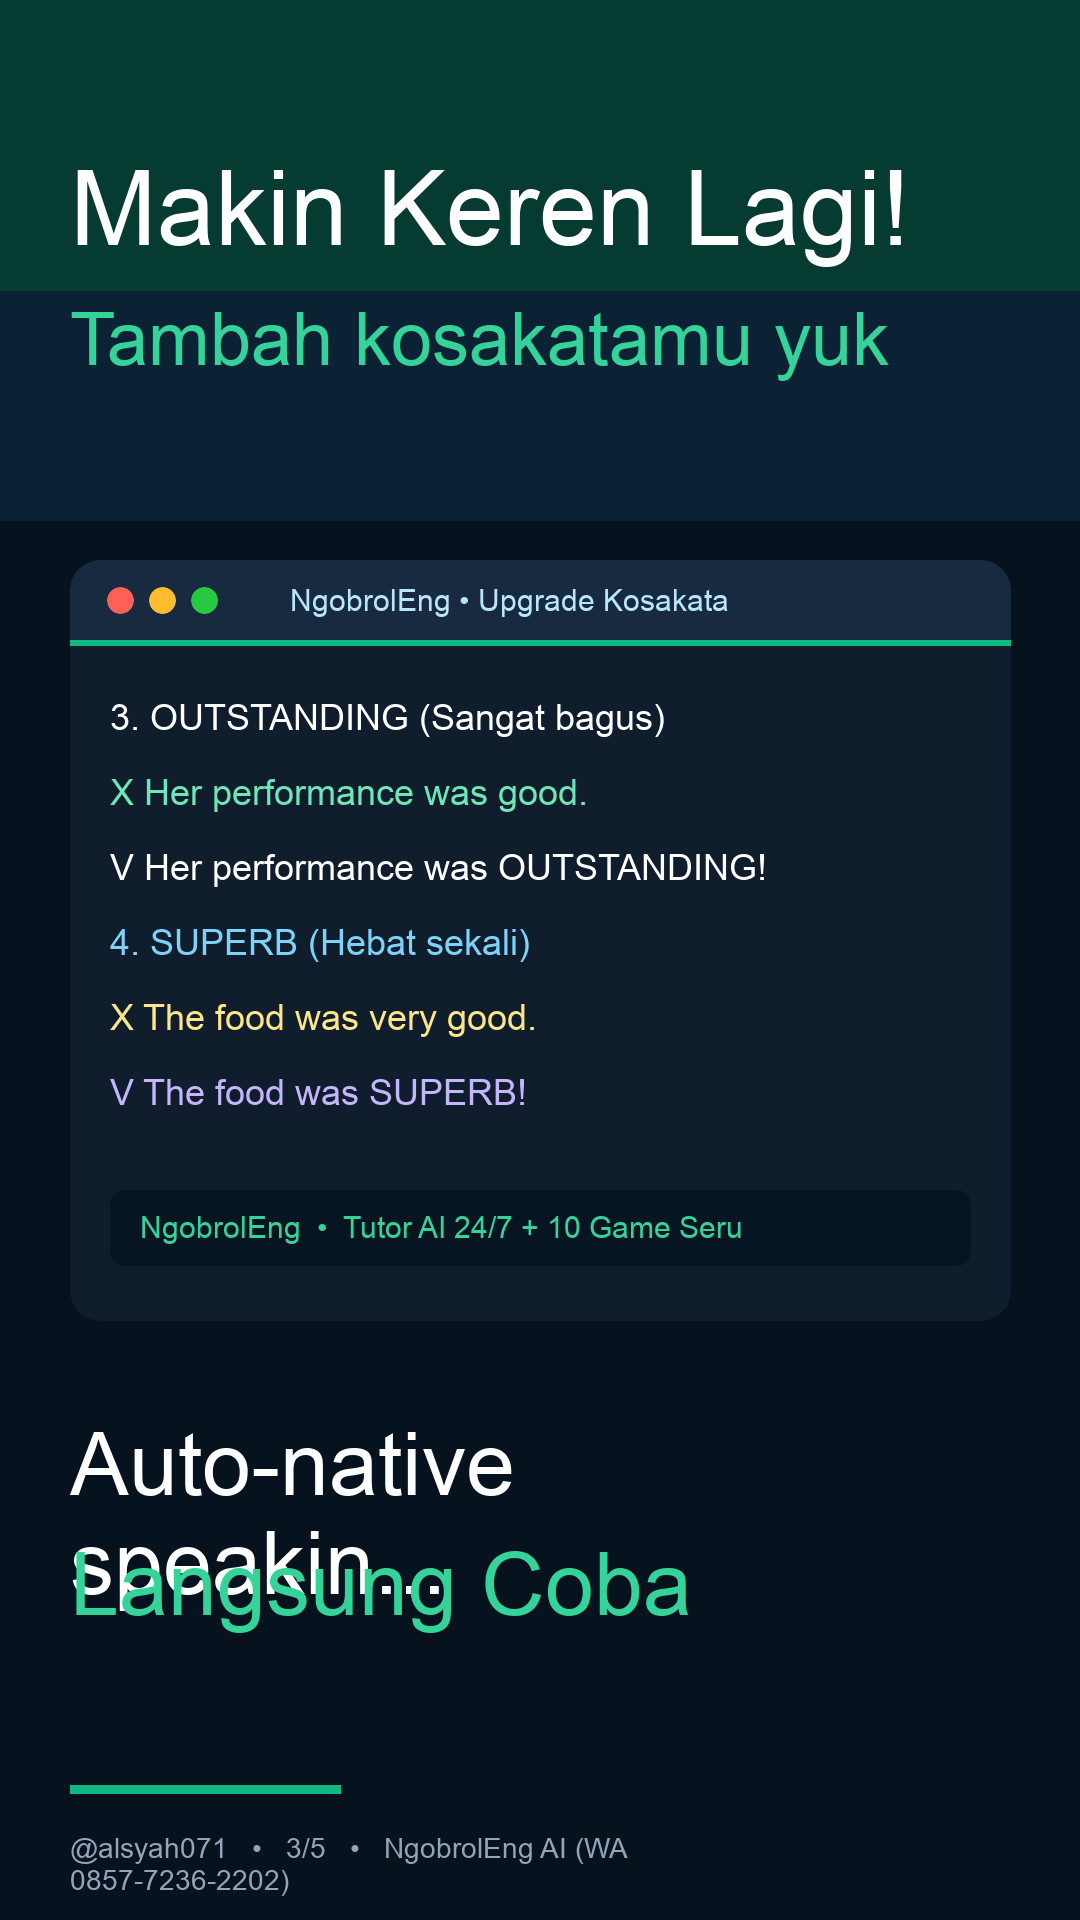 Makin Keren Lagi!
Tambah kosakatamu yuk
NgobrolEng • Upgrade Kosakata
3. OUTSTANDING (Sangat bagus)
X Her performance was good.
V Her performance was OUTSTANDING!
4. SUPERB (Hebat sekali)
X The food was very good.
V The food was SUPERB!
NgobrolEng • Tutor AI 24/7 + 10 Game Seru
Auto-native
speakin...
Langsung Coba
@alsyah071 • 3/5 • NgobrolEng AI (WA
0857-7236-2202)